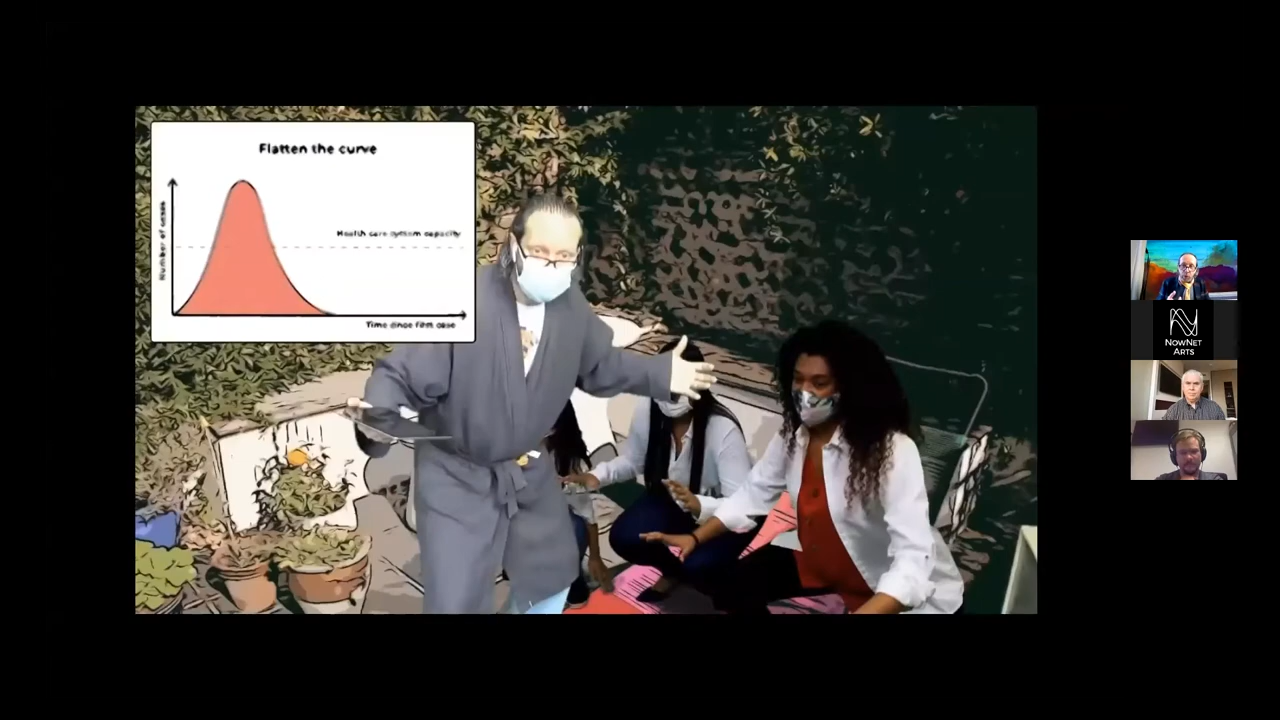 Flatten the curve
Number of cases
Health care system capacity
Time since first case
NowNet
Arts